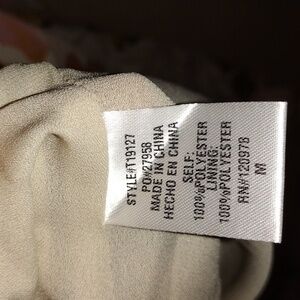 STYLE#T19127
PO#27958
MADE IN CHINA
HECHO EN CHINA
SELF:
100%POLYESTER
LINING:
100%POLYESTER
RN#120978
M